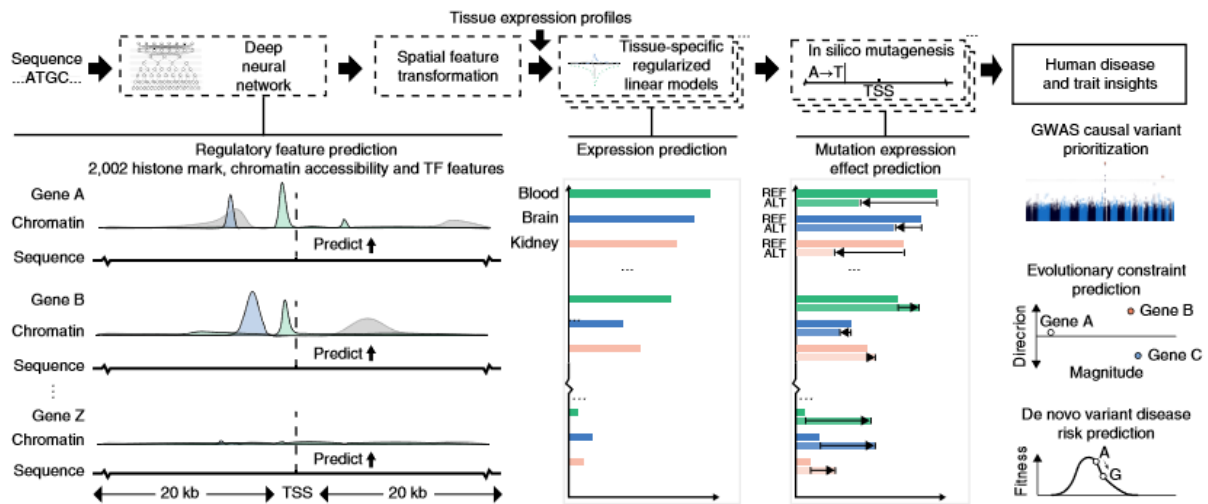 Tissue expression profiles
Sequence
...ATGC...
Deep
neural
network
Spatial feature
transformation
Tissue-specific
regularized
linear models
...
In silico mutagenesis
A→T
TSS
...
Human disease
and trait insights
Regulatory feature prediction
2,002 histone mark, chromatin accessibility and TF features
Gene A
Chromatin
Predict
Sequence
Gene B
Chromatin
Predict
Sequence
...
Gene Z
Chromatin
Predict
Sequence
20 kb
TSS
20 kb
Expression prediction
Blood
Brain
Kidney
...
...
...
Mutation expression
effect prediction
REF
ALT
REF
ALT
REF
ALT
...
...
GWAS causal variant
prioritization
Evolutionary constraint
prediction
Direction
Gene A
Gene B
Gene C
Magnitude
De novo variant disease
risk prediction
Fitness
A
G